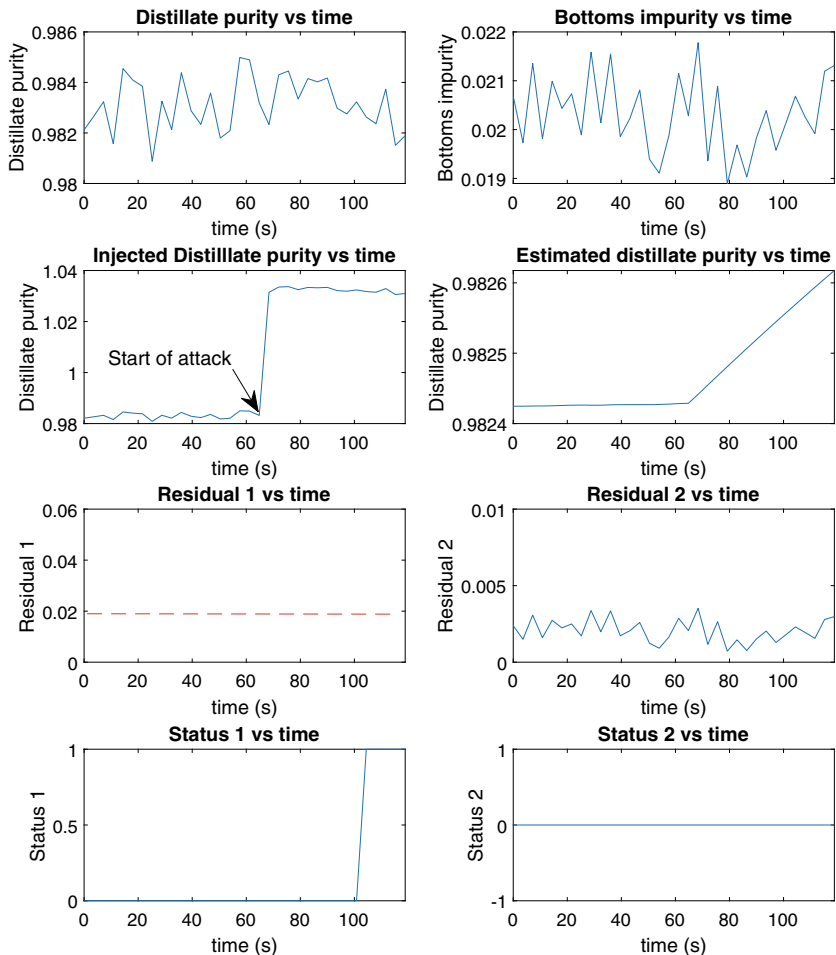 Distillate purity vs time
Bottoms impurity vs time
Distillate purity
0.986
0.984
0.982
0.98
0 20 40 60 80 100
time (s)
Bottoms impurity
0.022
0.021
0.02
0.019
0 20 40 60 80 100
time (s)
Injected Distilllate purity vs time
Estimated distillate purity vs time
Distillate purity
1.04
1.02
1
0.98
Start of attack
0 20 40 60 80 100
time (s)
Distillate purity
0.9826
0.9825
0.9824
0 20 40 60 80 100
time (s)
Residual 1 vs time
Residual 2 vs time
Residual 1
0.06
0.04
0.02
0
0 20 40 60 80 100
time (s)
Residual 2
0.01
0.005
0
0 20 40 60 80 100
time (s)
Status 1 vs time
Status 2 vs time
Status 1
1
0.5
0
0 20 40 60 80 100
time (s)
Status 2
1
0
-1
0 20 40 60 80 100
time (s)